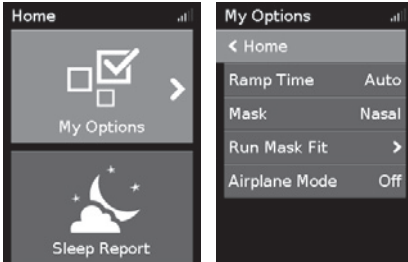 Home
My Options
Sleep Report
My Options
< Home
Ramp Time Auto
Mask Nasal
Run Mask Fit >
Airplane Mode Off